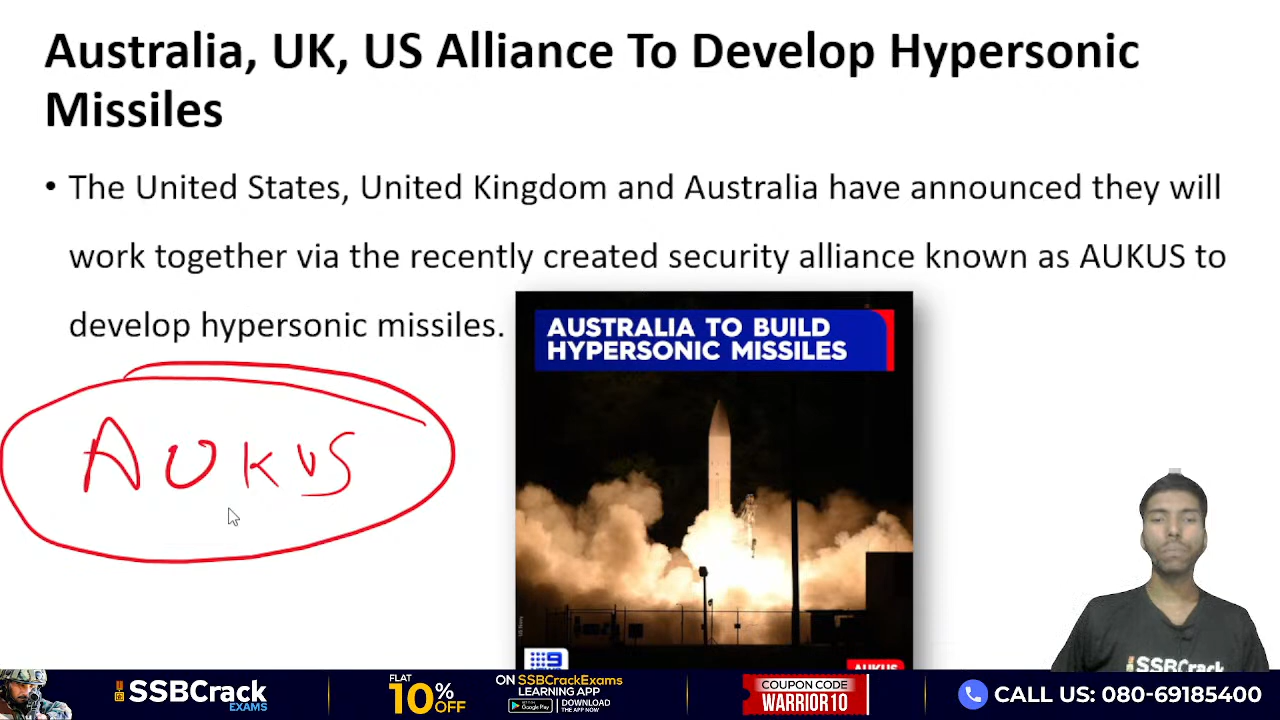 Australia, UK, US Alliance To Develop Hypersonic
Missiles
• The United States, United Kingdom and Australia have announced they will
work together via the recently created security alliance known as AUKUS to
develop hypersonic missiles.
AUSTRALIA TO BUILD
HYPERSONIC MISSILES
AUKUS
9
NEWS
AUKUS
SSBCrack
SSBCrack
EXAMS
FLAT
10% OFF
ON SSBCrackExams
LEARNING APP
Google Play
DOWNLOAD
THE APP NOW
COUPON CODE
WARRIOR10
CALL US: 080-69185400